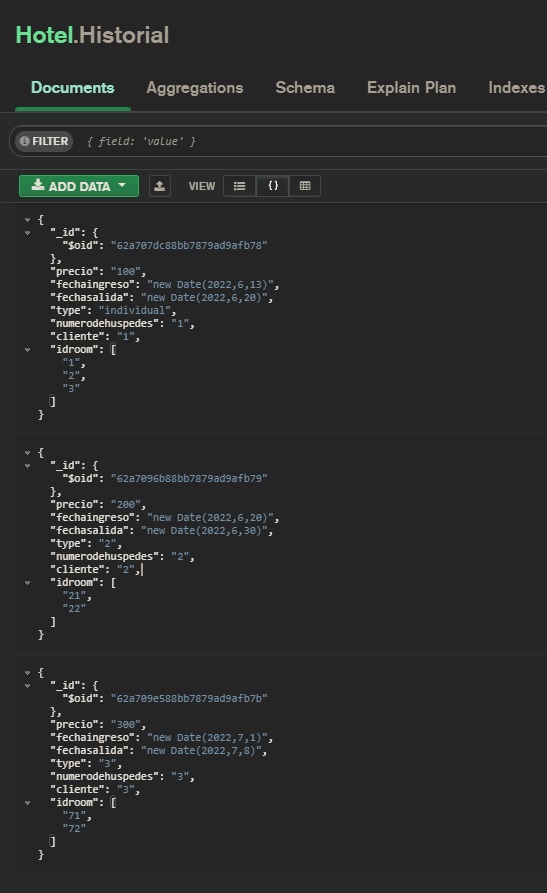 Hotel.Historial
Documents Aggregations Schema Explain Plan Indexes
FILTER { field: 'value' }
ADD DATA VIEW {}
{
"_id": {
"$oid": "62a707dc88bb7879ad9afb78"
},
"precio": "100",
"fechaingreso": "new Date(2022,6,13)",
"fechasalida": "new Date(2022,6,20)",
"type": "individual",
"numerodehuspedes": "1",
"cliente": "1",
"idroom": [
"1",
"2",
"3"
]
}
{
"_id": {
"$oid": "62a7096b88bb7879ad9afb79"
},
"precio": "200",
"fechaingreso": "new Date(2022,6,20)",
"fechasalida": "new Date(2022,6,30)",
"type": "2",
"numerodehuspedes": "2",
"cliente": "2",
"idroom": [
"21",
"22"
]
}
{
"_id": {
"$oid": "62a709e588bb7879ad9afb7b"
},
"precio": "300",
"fechaingreso": "new Date(2022,7,1)",
"fechasalida": "new Date(2022,7,8)",
"type": "3",
"numerodehuspedes": "3",
"cliente": "3",
"idroom": [
"71",
"72"
]
}